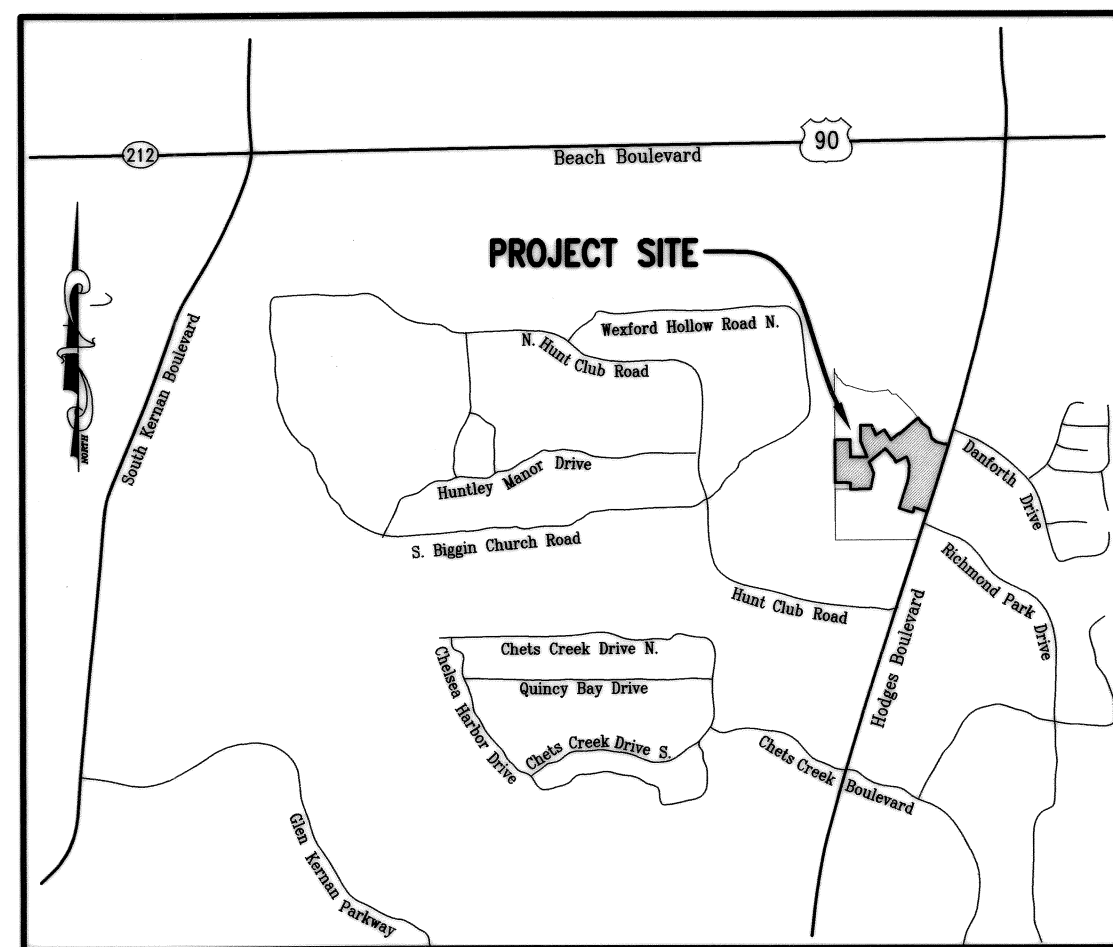 212
90
Beach Boulevard
PROJECT SITE
South Kernan Boulevard
NORTH
Wexford Hollow Road N.
N. Hunt Club Road
Danforth Drive
Huntley Manor Drive
S. Biggin Church Road
Richmond Park Drive
Hunt Club Road
Hodges Boulevard
Chets Creek Drive N.
Chelsea Harbor Drive
Quincy Bay Drive
Chets Creek Drive S.
Chets Creek Boulevard
Glen Kernan Parkway